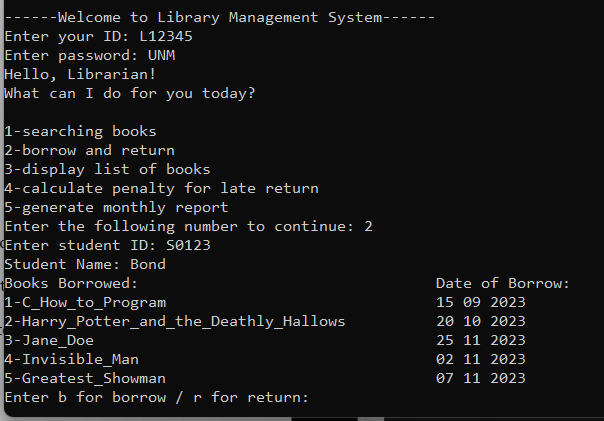 ------Welcome to Library Management System------
Enter your ID: L12345
Enter password: UNM
Hello, Librarian!
What can I do for you today?
1-searching books
2-borrow and return
3-display list of books
4-calculate penalty for late return
5-generate monthly report
Enter the following number to continue: 2
Enter student ID: S0123
Student Name: Bond
Books Borrowed: Date of Borrow:
1-C_How_to_Program 15 09 2023
2-Harry_Potter_and_the_Deathly_Hallows 20 10 2023
3-Jane_Doe 25 11 2023
4-Invisible_Man 02 11 2023
5-Greatest_Showman 07 11 2023
Enter b for borrow / r for return: